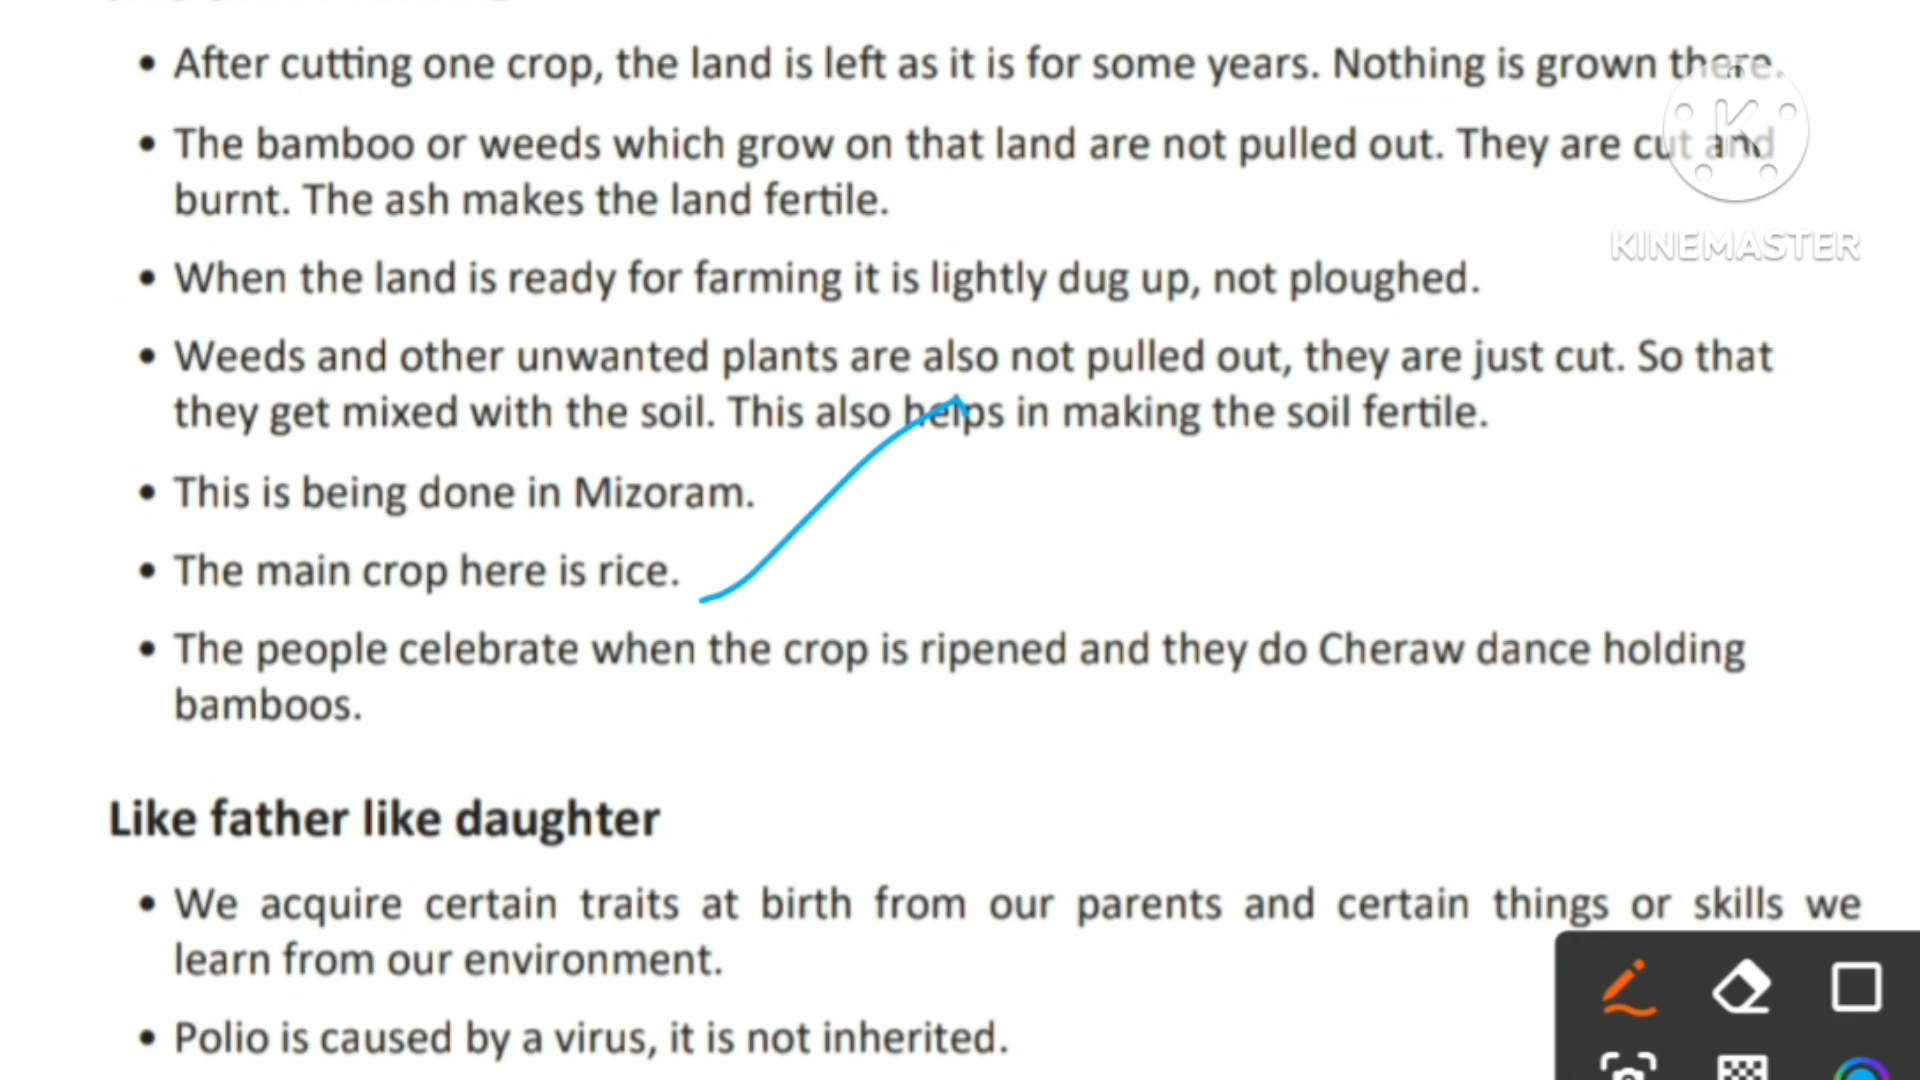 • After cutting one crop, the land is left as it is for some years. Nothing is grown there.
• The bamboo or weeds which grow on that land are not pulled out. They are cut and
burnt. The ash makes the land fertile.
KINEMASTER
• When the land is ready for farming it is lightly dug up, not ploughed.
• Weeds and other unwanted plants are also not pulled out, they are just cut. So that
they get mixed with the soil. This also helps in making the soil fertile.
• This is being done in Mizoram.
• The main crop here is rice.
• The people celebrate when the crop is ripened and they do Cheraw dance holding
bamboos.
Like father like daughter
• We acquire certain traits at birth from our parents and certain things or skills we
learn from our environment.
• Polio is caused by a virus, it is not inherited.